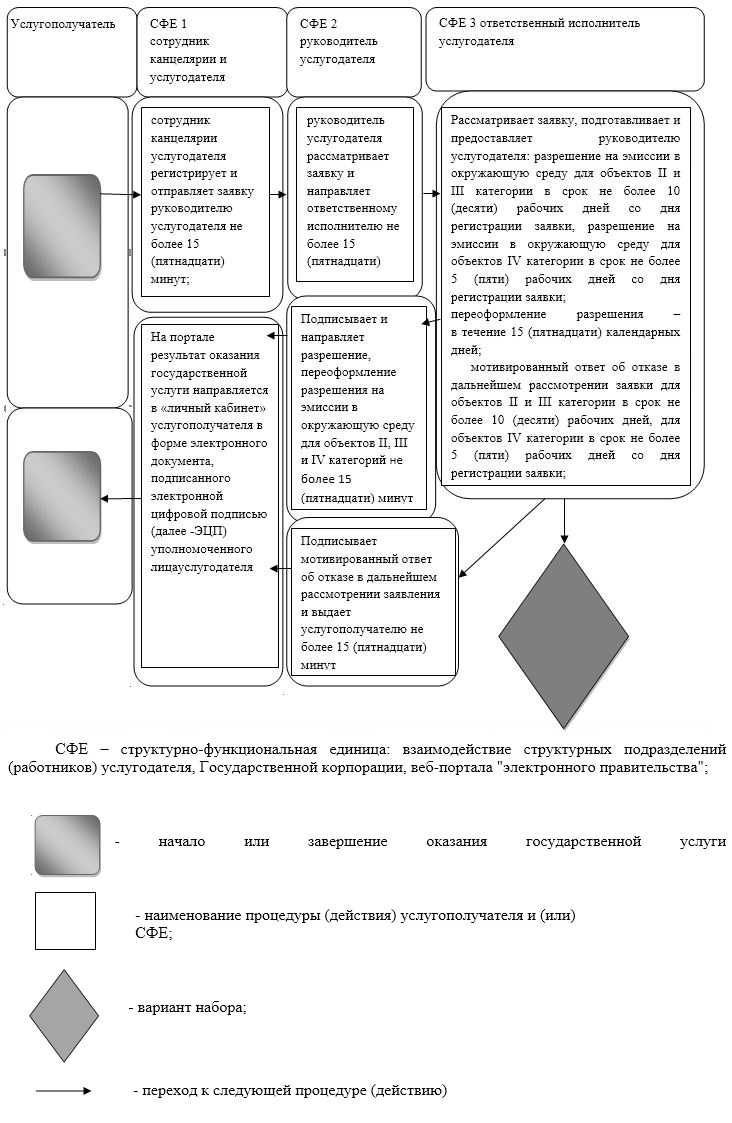 Услугополучатель
СФЕ 1
сотрудник
канцелярии и
услугодателя
СФЕ 2
руководитель
услугодателя
СФЕ 3 ответственный исполнитель
услугодателя
сотрудник
канцелярии
услугодателя
регистрирует и
отправляет заявку
руководителю
услугодателя не
более 15
(пятнадцати)
минут;
руководитель
услугодателя
рассматривает
заявку и
направляет
ответственному
исполнителю не
более 15
(пятнадцати)
Рассматривает заявку, подготавливает и
предоставляет руководителю
услугодателя: разрешение на эмиссии в
окружающую среду для объектов II и
III категории в срок не более 10
(десяти) рабочих дней со дня
регистрации заявки, разрешение на
эмиссии в окружающую среду для
объектов IV категории в срок не более
5 (пяти) рабочих дней со дня
регистрации заявки;
переоформление разрешения –
в течение 15 (пятнадцати) календарных
дней;
мотивированный ответ об отказе в
дальнейшем рассмотрении заявки для
объектов II и III категории в срок не
более 10 (десяти) рабочих дней, для
объектов IV категории в срок не более
5 (пяти) рабочих дней со дня
регистрации заявки;
На портале
результат оказания
государственной
услуги направляется
в «личный кабинет»
услугополучателя в
форме электронного
документа,
подписанного
электронной
цифровой подписью
(далее -ЭЦП)
уполномоченного
лицауслугодателя
Подписывает и
направляет
разрешение,
переоформление
разрешения на
эмиссии в
окружающую среду
для объектов II, III
и IV категорий не
более 15
(пятнадцати) минут
Подписывает
мотивированный ответ
об отказе в дальнейшем
рассмотрении заявления
и выдает
услугополучателю не
более 15 (пятнадцати)
минут
СФЕ – структурно-функциональная единица: взаимодействие структурных подразделений
(работников) услугодателя, Государственной корпорации, веб-портала "электронного правительства";
- начало или завершение оказания государственной услуги
- наименование процедуры (действия) услугополучателя и (или)
СФЕ;
- вариант набора;
- переход к следующей процедуре (действию)